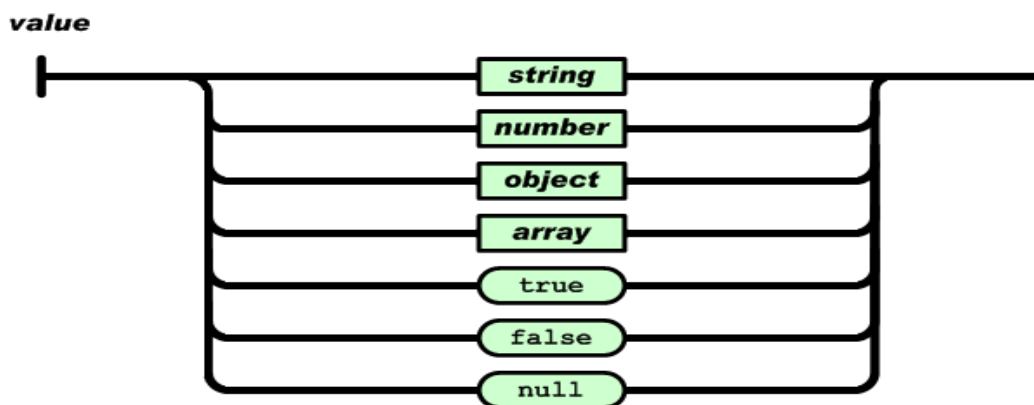 value
string
number
object
array
true
false
null